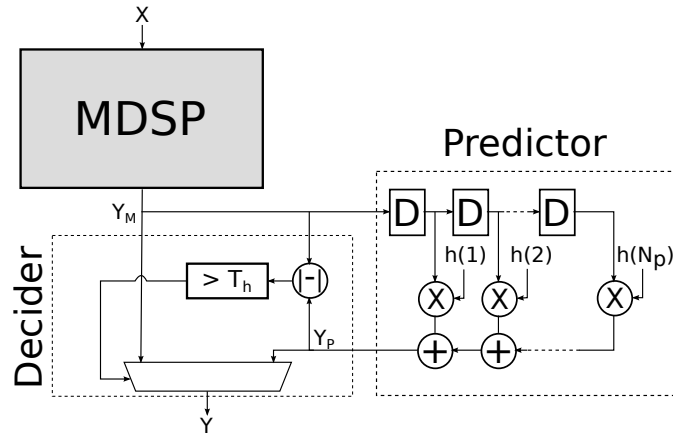 X
MDSP
Predictor
Y_M
D
D
D
h(1)
h(2)
h(N_p)
Decider
> T_h
|-|
X
X
X
Y_P
+
+
Y